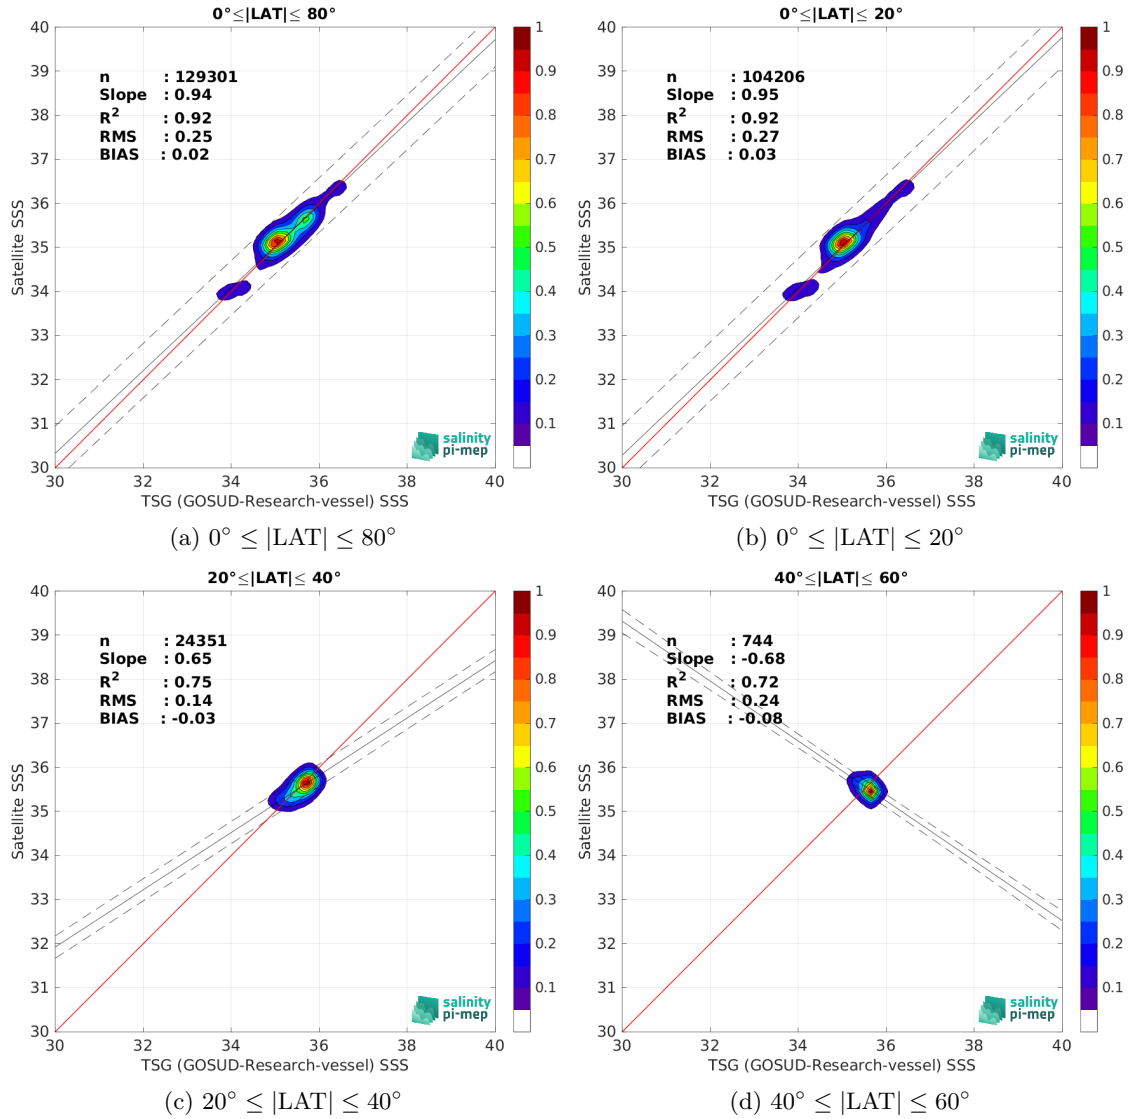 0°≤|LAT|≤ 80°
40
39
38
37
36
35
34
33
32
31
30
Satellite SSS
n : 129301
Slope : 0.94
R² : 0.92
RMS : 0.25
BIAS : 0.02
salinity
pi-mep
30 32 34 36 38 40
TSG (GOSUD-Research-vessel) SSS
1
0.9
0.8
0.7
0.6
0.5
0.4
0.3
0.2
0.1
(a) 0° ≤ |LAT| ≤ 80°
0°≤|LAT|≤ 20°
40
39
38
37
36
35
34
33
32
31
30
Satellite SSS
n : 104206
Slope : 0.95
R² : 0.92
RMS : 0.27
BIAS : 0.03
salinity
pi-mep
30 32 34 36 38 40
TSG (GOSUD-Research-vessel) SSS
1
0.9
0.8
0.7
0.6
0.5
0.4
0.3
0.2
0.1
(b) 0° ≤ |LAT| ≤ 20°
20°≤|LAT|≤ 40°
40
39
38
37
36
35
34
33
32
31
30
Satellite SSS
n : 24351
Slope : 0.65
R² : 0.75
RMS : 0.14
BIAS : -0.03
salinity
pi-mep
30 32 34 36 38 40
TSG (GOSUD-Research-vessel) SSS
1
0.9
0.8
0.7
0.6
0.5
0.4
0.3
0.2
0.1
(c) 20° ≤ |LAT| ≤ 40°
40°≤|LAT|≤ 60°
40
39
38
37
36
35
34
33
32
31
30
Satellite SSS
n : 744
Slope : -0.68
R² : 0.72
RMS : 0.24
BIAS : -0.08
salinity
pi-mep
30 32 34 36 38 40
TSG (GOSUD-Research-vessel) SSS
1
0.9
0.8
0.7
0.6
0.5
0.4
0.3
0.2
0.1
(d) 40° ≤ |LAT| ≤ 60°